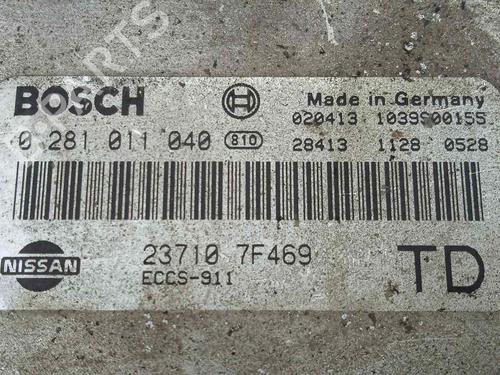 BOSCH
Made in Germany
0 281 011 040 810
020413 1039S00155
28413 1128 0528
NISSAN
23710 7F469
ECCS-911
TD